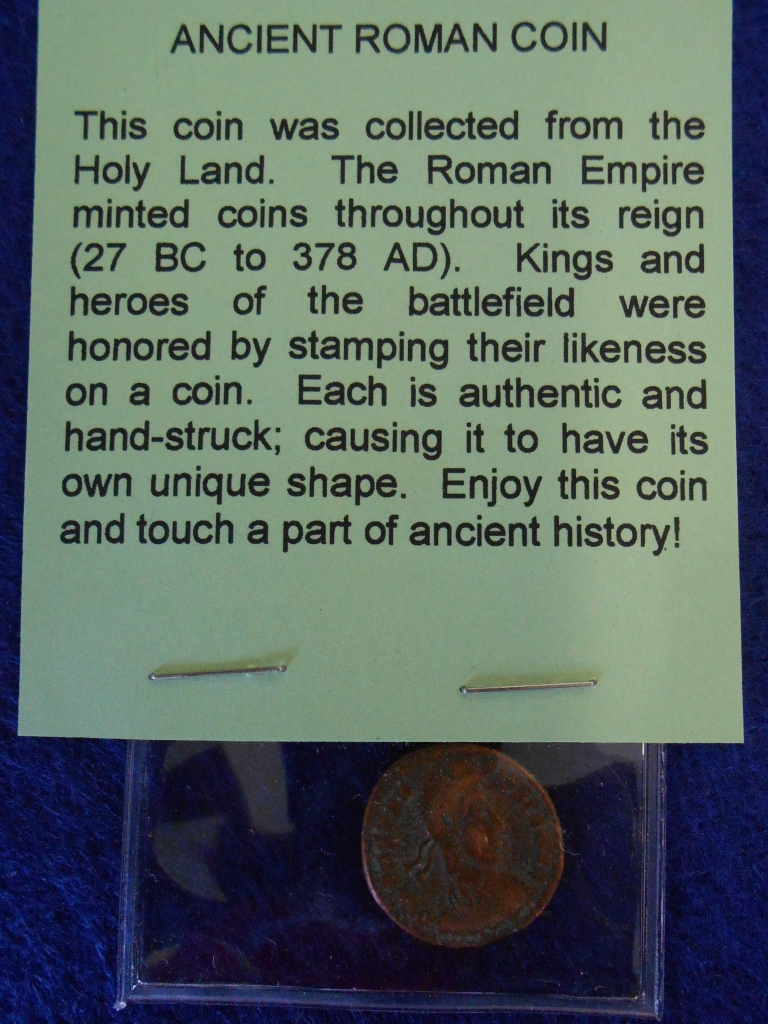 ANCIENT ROMAN COIN
This coin was collected from the
Holy Land. The Roman Empire
minted coins throughout its reign
(27 BC to 378 AD). Kings and
heroes of the battlefield were
honored by stamping their likeness
on a coin. Each is authentic and
hand-struck; causing it to have its
own unique shape. Enjoy this coin
and touch a part of ancient history!